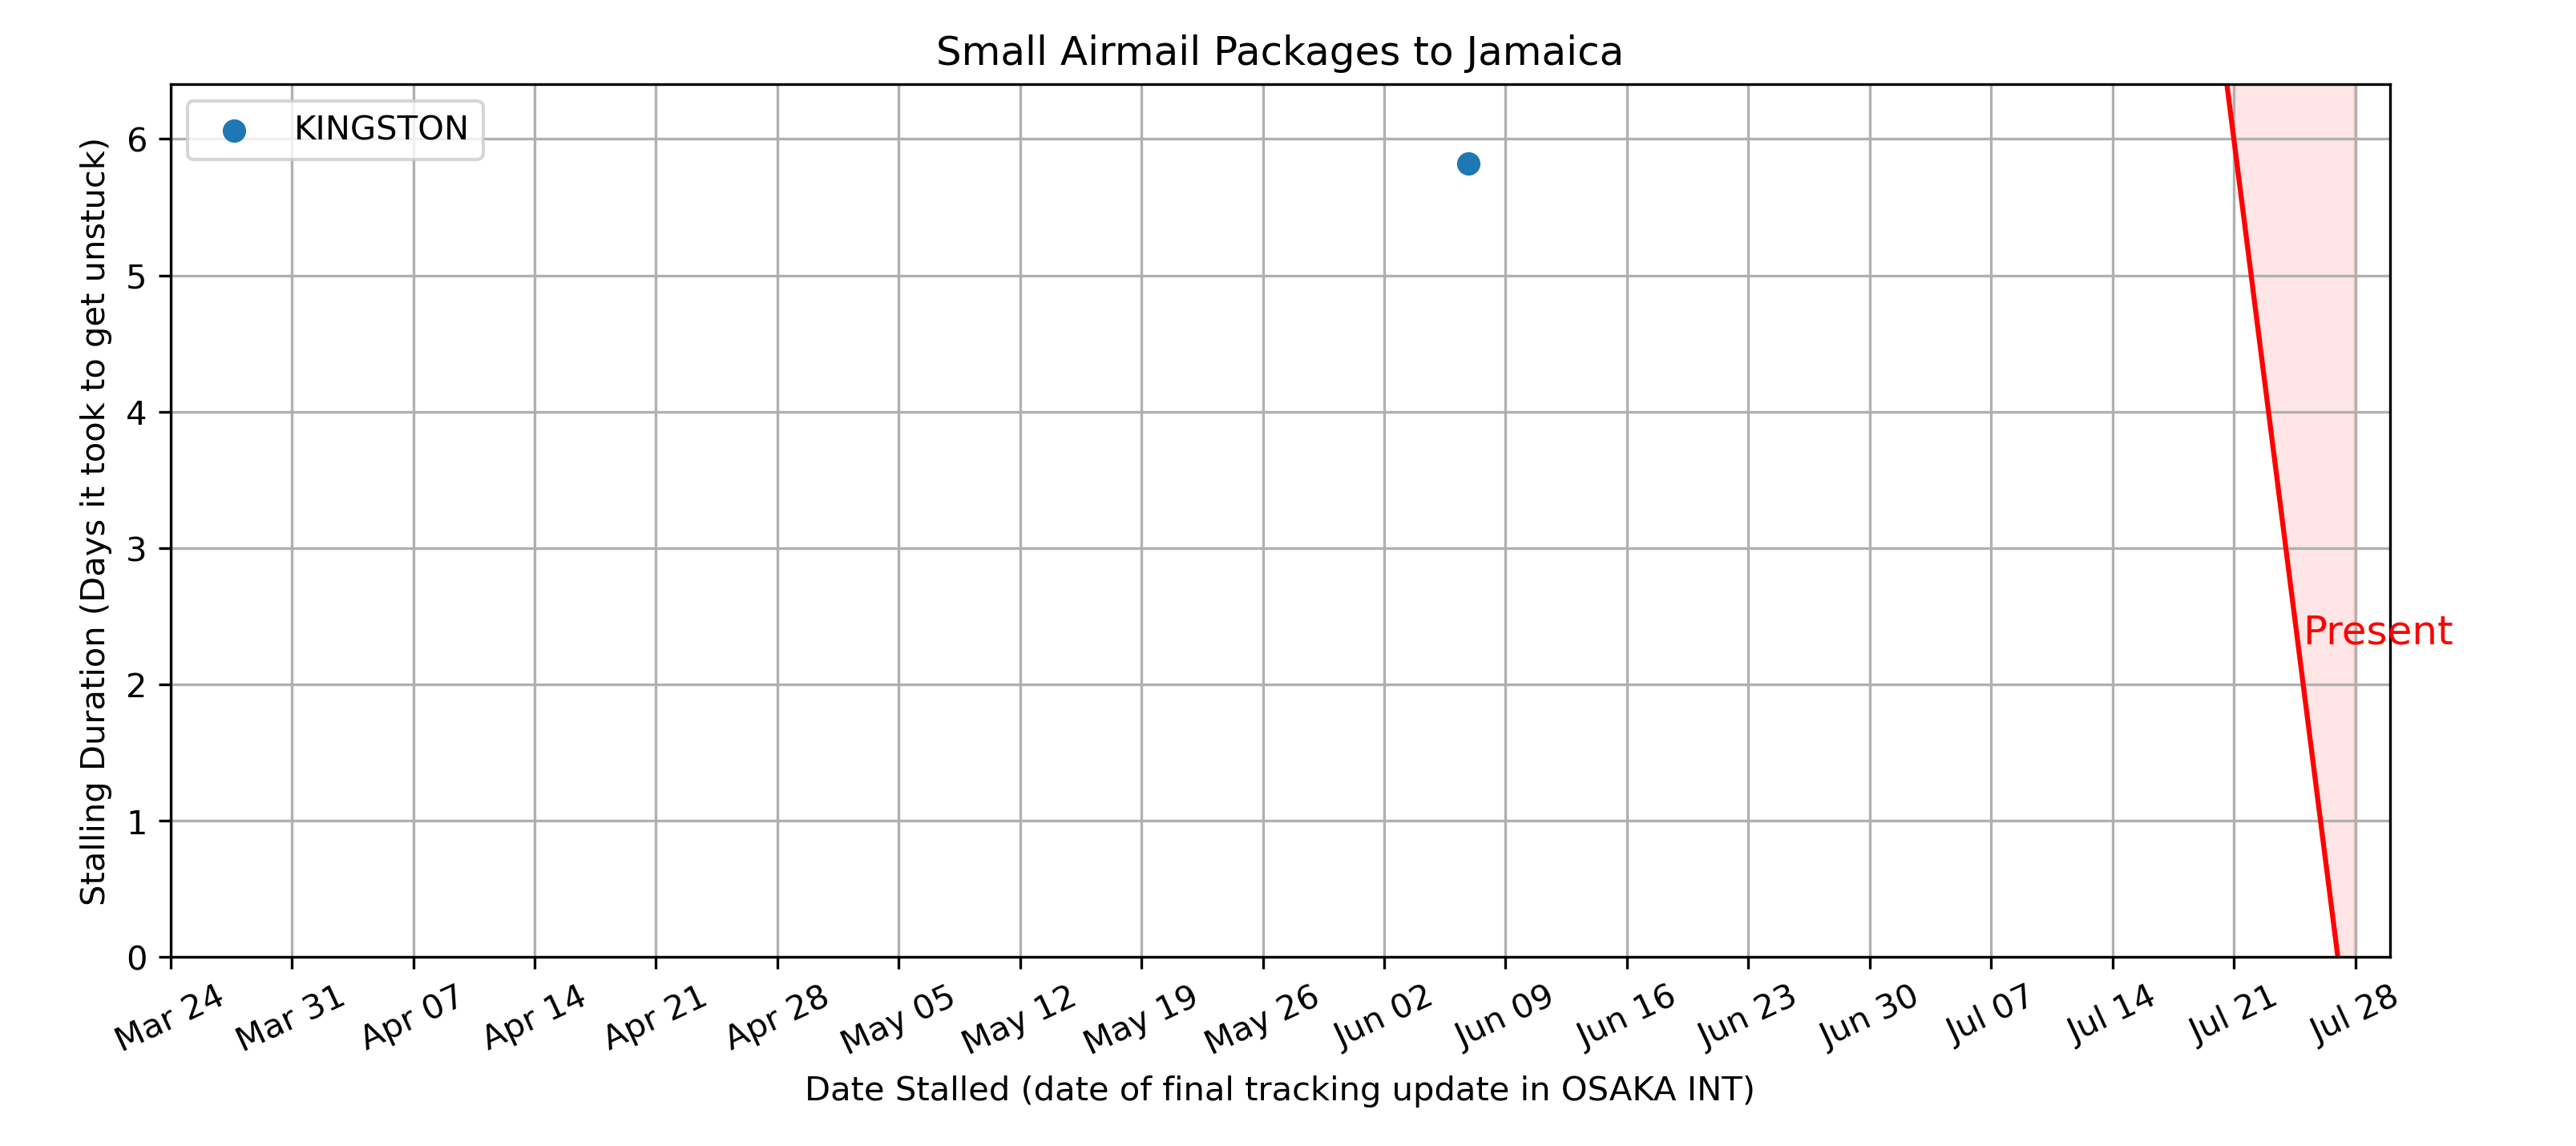 Small Airmail Packages to Jamaica
KINGSTON
Stalling Duration (Days it took to get unstuck)
6
5
4
3
2
1
0
Present
Mar 24 Mar 31 Apr 07 Apr 14 Apr 21 Apr 28 May 05 May 12 May 19 May 26 Jun 02 Jun 09 Jun 16 Jun 23 Jun 30 Jul 07 Jul 14 Jul 21 Jul 28
Date Stalled (date of final tracking update in OSAKA INT)